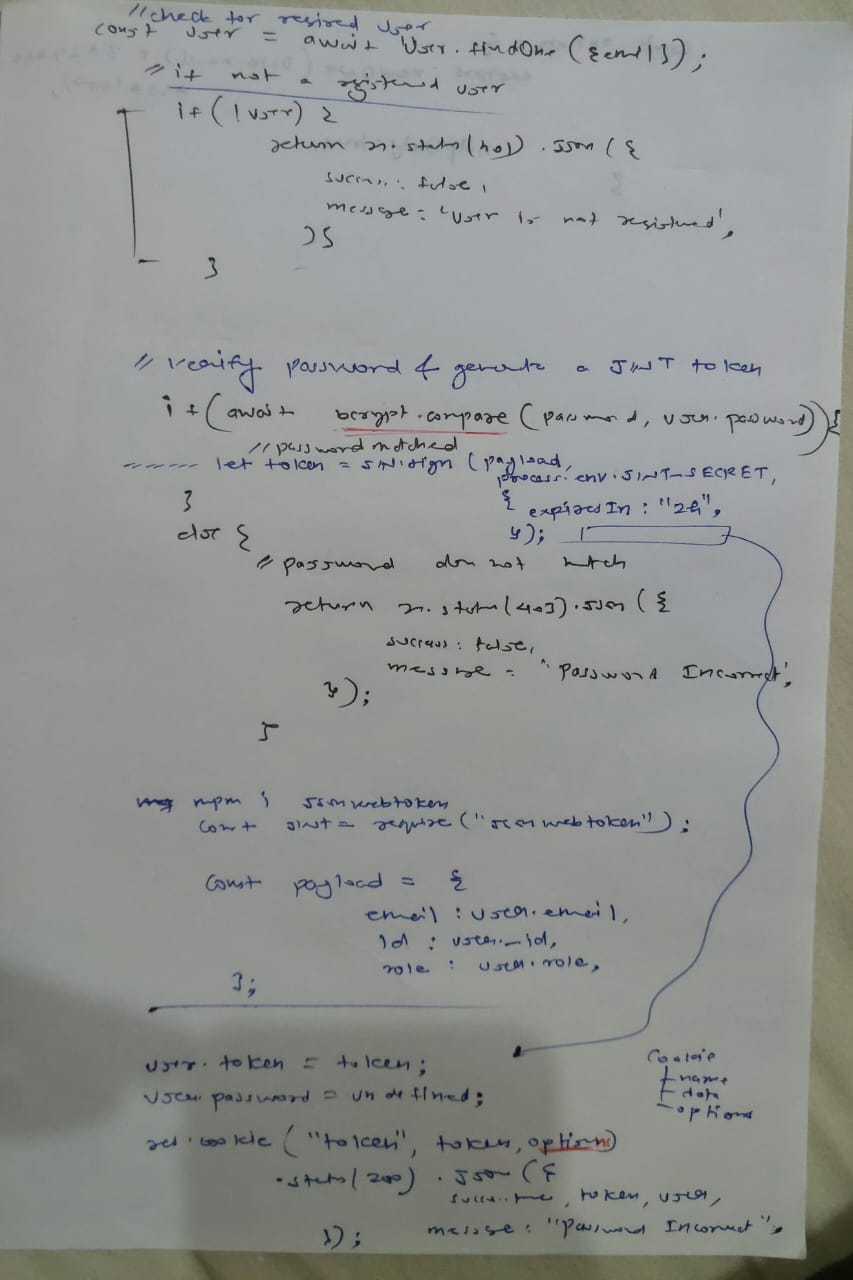 //check for registered user
const user = await User.findOne({email});
// if not a registered user
if(!user) {
return res.status(401).json({
success: false,
message: 'User is not registered',
});
}
// verify password & generate a JWT token
if(await bcrypt.compare(password, user.password)){
//password matched
let token = JWT.sign(payload,
process.env.JWT_SECRET,
{
expiresIn: "2h",
});
}
else {
// password does not match
return res.status(403).json({
success: false,
message: "Password Incorrect",
});
}
npm i jsonwebtoken
const JWT = require("jsonwebtoken");
const payload = {
email: user.email,
id: user._id,
role: user.role,
};
user.token = token;
user.password = undefined;
Cookie
name
data
options
res.cookie("token", token, options)
.status(200).json({
success: true, token, user,
message: "Password Incorrect",
});